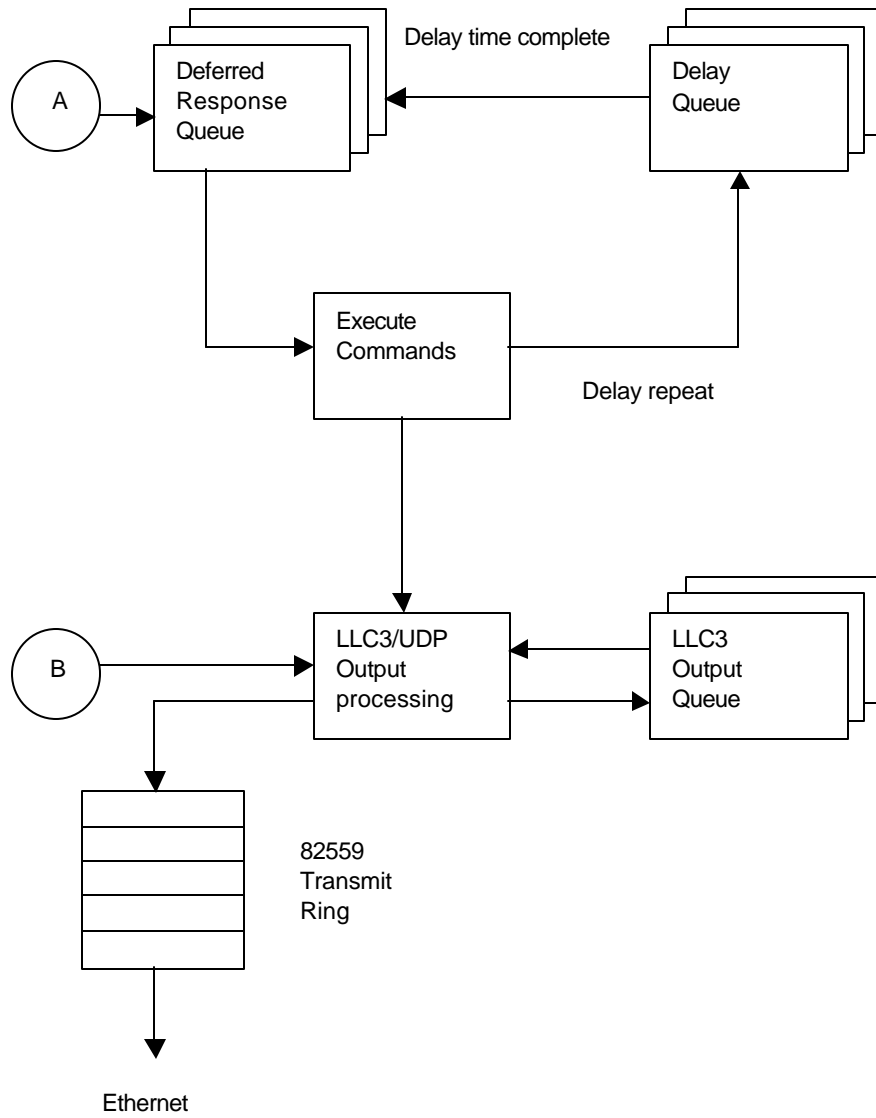 Delay time complete
Deferred
Response
Queue
Delay
Queue
A
Execute
Commands
Delay repeat
LLC3/UDP
Output
processing
LLC3
Output
Queue
B
82559
Transmit
Ring
Ethernet